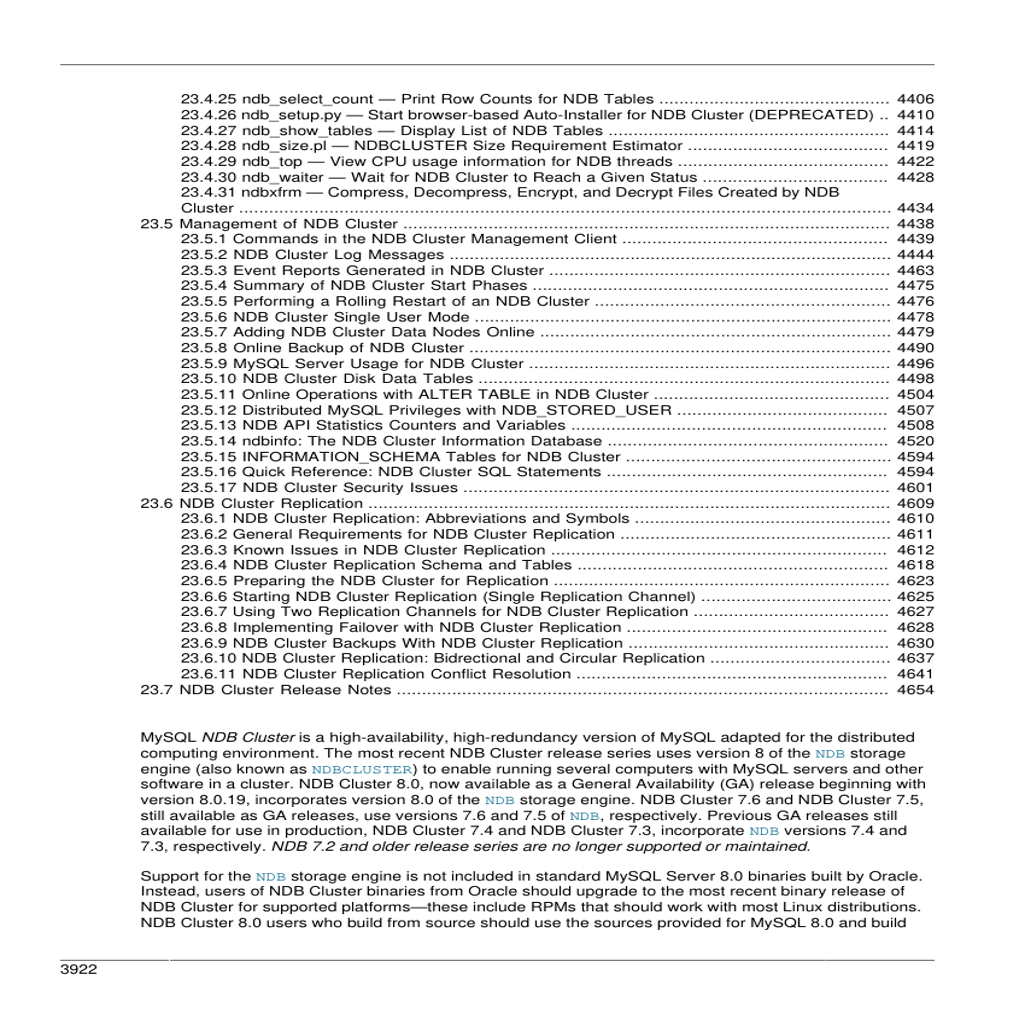 23.4.25 ndb_select_count — Print Row Counts for NDB Tables .............................................. 4406
23.4.26 ndb_setup.py — Start browser-based Auto-Installer for NDB Cluster (DEPRECATED) .. 4410
23.4.27 ndb_show_tables — Display List of NDB Tables ........................................................ 4414
23.4.28 ndb_size.pl — NDBCLUSTER Size Requirement Estimator ........................................ 4419
23.4.29 ndb_top — View CPU usage information for NDB threads .......................................... 4422
23.4.30 ndb_waiter — Wait for NDB Cluster to Reach a Given Status ..................................... 4428
23.4.31 ndbxfrm — Compress, Decompress, Encrypt, and Decrypt Files Created by NDB
Cluster .................................................................................................................................. 4434
23.5 Management of NDB Cluster ................................................................................................. 4438
23.5.1 Commands in the NDB Cluster Management Client ..................................................... 4439
23.5.2 NDB Cluster Log Messages ........................................................................................ 4444
23.5.3 Event Reports Generated in NDB Cluster .................................................................... 4463
23.5.4 Summary of NDB Cluster Start Phases ....................................................................... 4475
23.5.5 Performing a Rolling Restart of an NDB Cluster ........................................................... 4476
23.5.6 NDB Cluster Single User Mode ................................................................................... 4478
23.5.7 Adding NDB Cluster Data Nodes Online ...................................................................... 4479
23.5.8 Online Backup of NDB Cluster .................................................................................... 4490
23.5.9 MySQL Server Usage for NDB Cluster ........................................................................ 4496
23.5.10 NDB Cluster Disk Data Tables .................................................................................. 4498
23.5.11 Online Operations with ALTER TABLE in NDB Cluster ............................................... 4504
23.5.12 Distributed MySQL Privileges with NDB_STORED_USER .......................................... 4507
23.5.13 NDB API Statistics Counters and Variables ............................................................... 4508
23.5.14 ndbinfo: The NDB Cluster Information Database ........................................................ 4520
23.5.15 INFORMATION_SCHEMA Tables for NDB Cluster ..................................................... 4594
23.5.16 Quick Reference: NDB Cluster SQL Statements ........................................................ 4594
23.5.17 NDB Cluster Security Issues ..................................................................................... 4601
23.6 NDB Cluster Replication ........................................................................................................ 4609
23.6.1 NDB Cluster Replication: Abbreviations and Symbols .................................................. 4610
23.6.2 General Requirements for NDB Cluster Replication ...................................................... 4611
23.6.3 Known Issues in NDB Cluster Replication ................................................................... 4612
23.6.4 NDB Cluster Replication Schema and Tables .............................................................. 4618
23.6.5 Preparing the NDB Cluster for Replication ................................................................... 4623
23.6.6 Starting NDB Cluster Replication (Single Replication Channel) ...................................... 4625
23.6.7 Using Two Replication Channels for NDB Cluster Replication ....................................... 4627
23.6.8 Implementing Failover with NDB Cluster Replication .................................................... 4628
23.6.9 NDB Cluster Backups With NDB Cluster Replication .................................................... 4630
23.6.10 NDB Cluster Replication: Bidrectional and Circular Replication .................................... 4637
23.6.11 NDB Cluster Replication Conflict Resolution .............................................................. 4641
23.7 NDB Cluster Release Notes .................................................................................................. 4654
MySQL NDB Cluster is a high-availability, high-redundancy version of MySQL adapted for the distributed
computing environment. The most recent NDB Cluster release series uses version 8 of the NDB storage
engine (also known as NDBCLUSTER) to enable running several computers with MySQL servers and other
software in a cluster. NDB Cluster 8.0, now available as a General Availability (GA) release beginning with
version 8.0.19, incorporates version 8.0 of the NDB storage engine. NDB Cluster 7.6 and NDB Cluster 7.5,
still available as GA releases, use versions 7.6 and 7.5 of NDB, respectively. Previous GA releases still
available for use in production, NDB Cluster 7.4 and NDB Cluster 7.3, incorporate NDB versions 7.4 and
7.3, respectively. NDB 7.2 and older release series are no longer supported or maintained.
Support for the NDB storage engine is not included in standard MySQL Server 8.0 binaries built by Oracle.
Instead, users of NDB Cluster binaries from Oracle should upgrade to the most recent binary release of
NDB Cluster for supported platforms—these include RPMs that should work with most Linux distributions.
NDB Cluster 8.0 users who build from source should use the sources provided for MySQL 8.0 and build
3922